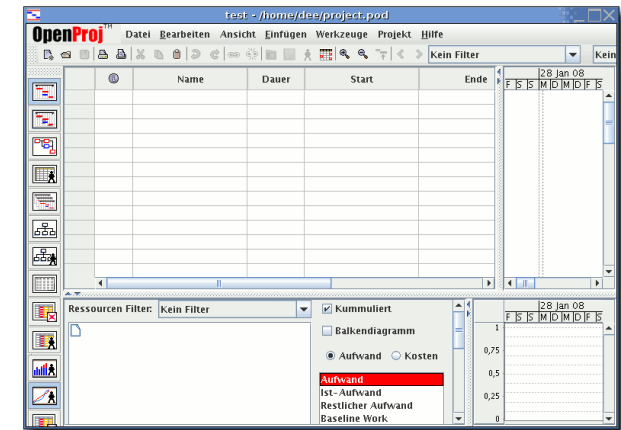 test - /home/dee/project.pod
OpenProj™ Datei Bearbeiten Ansicht Einfügen Werkzeuge Projekt Hilfe
Kein Filter Kein
Name Dauer Start Ende
28 Jan 08
F S S M D M D F S
Ressourcen Filter: Kein Filter
Kummuliert
Balkendiagramm
Aufwand Kosten
Aufwand
Ist-Aufwand
Restlicher Aufwand
Baseline Work
28 Jan 08
F S S M D M D F S
1
0,75
0,5
0,25
0